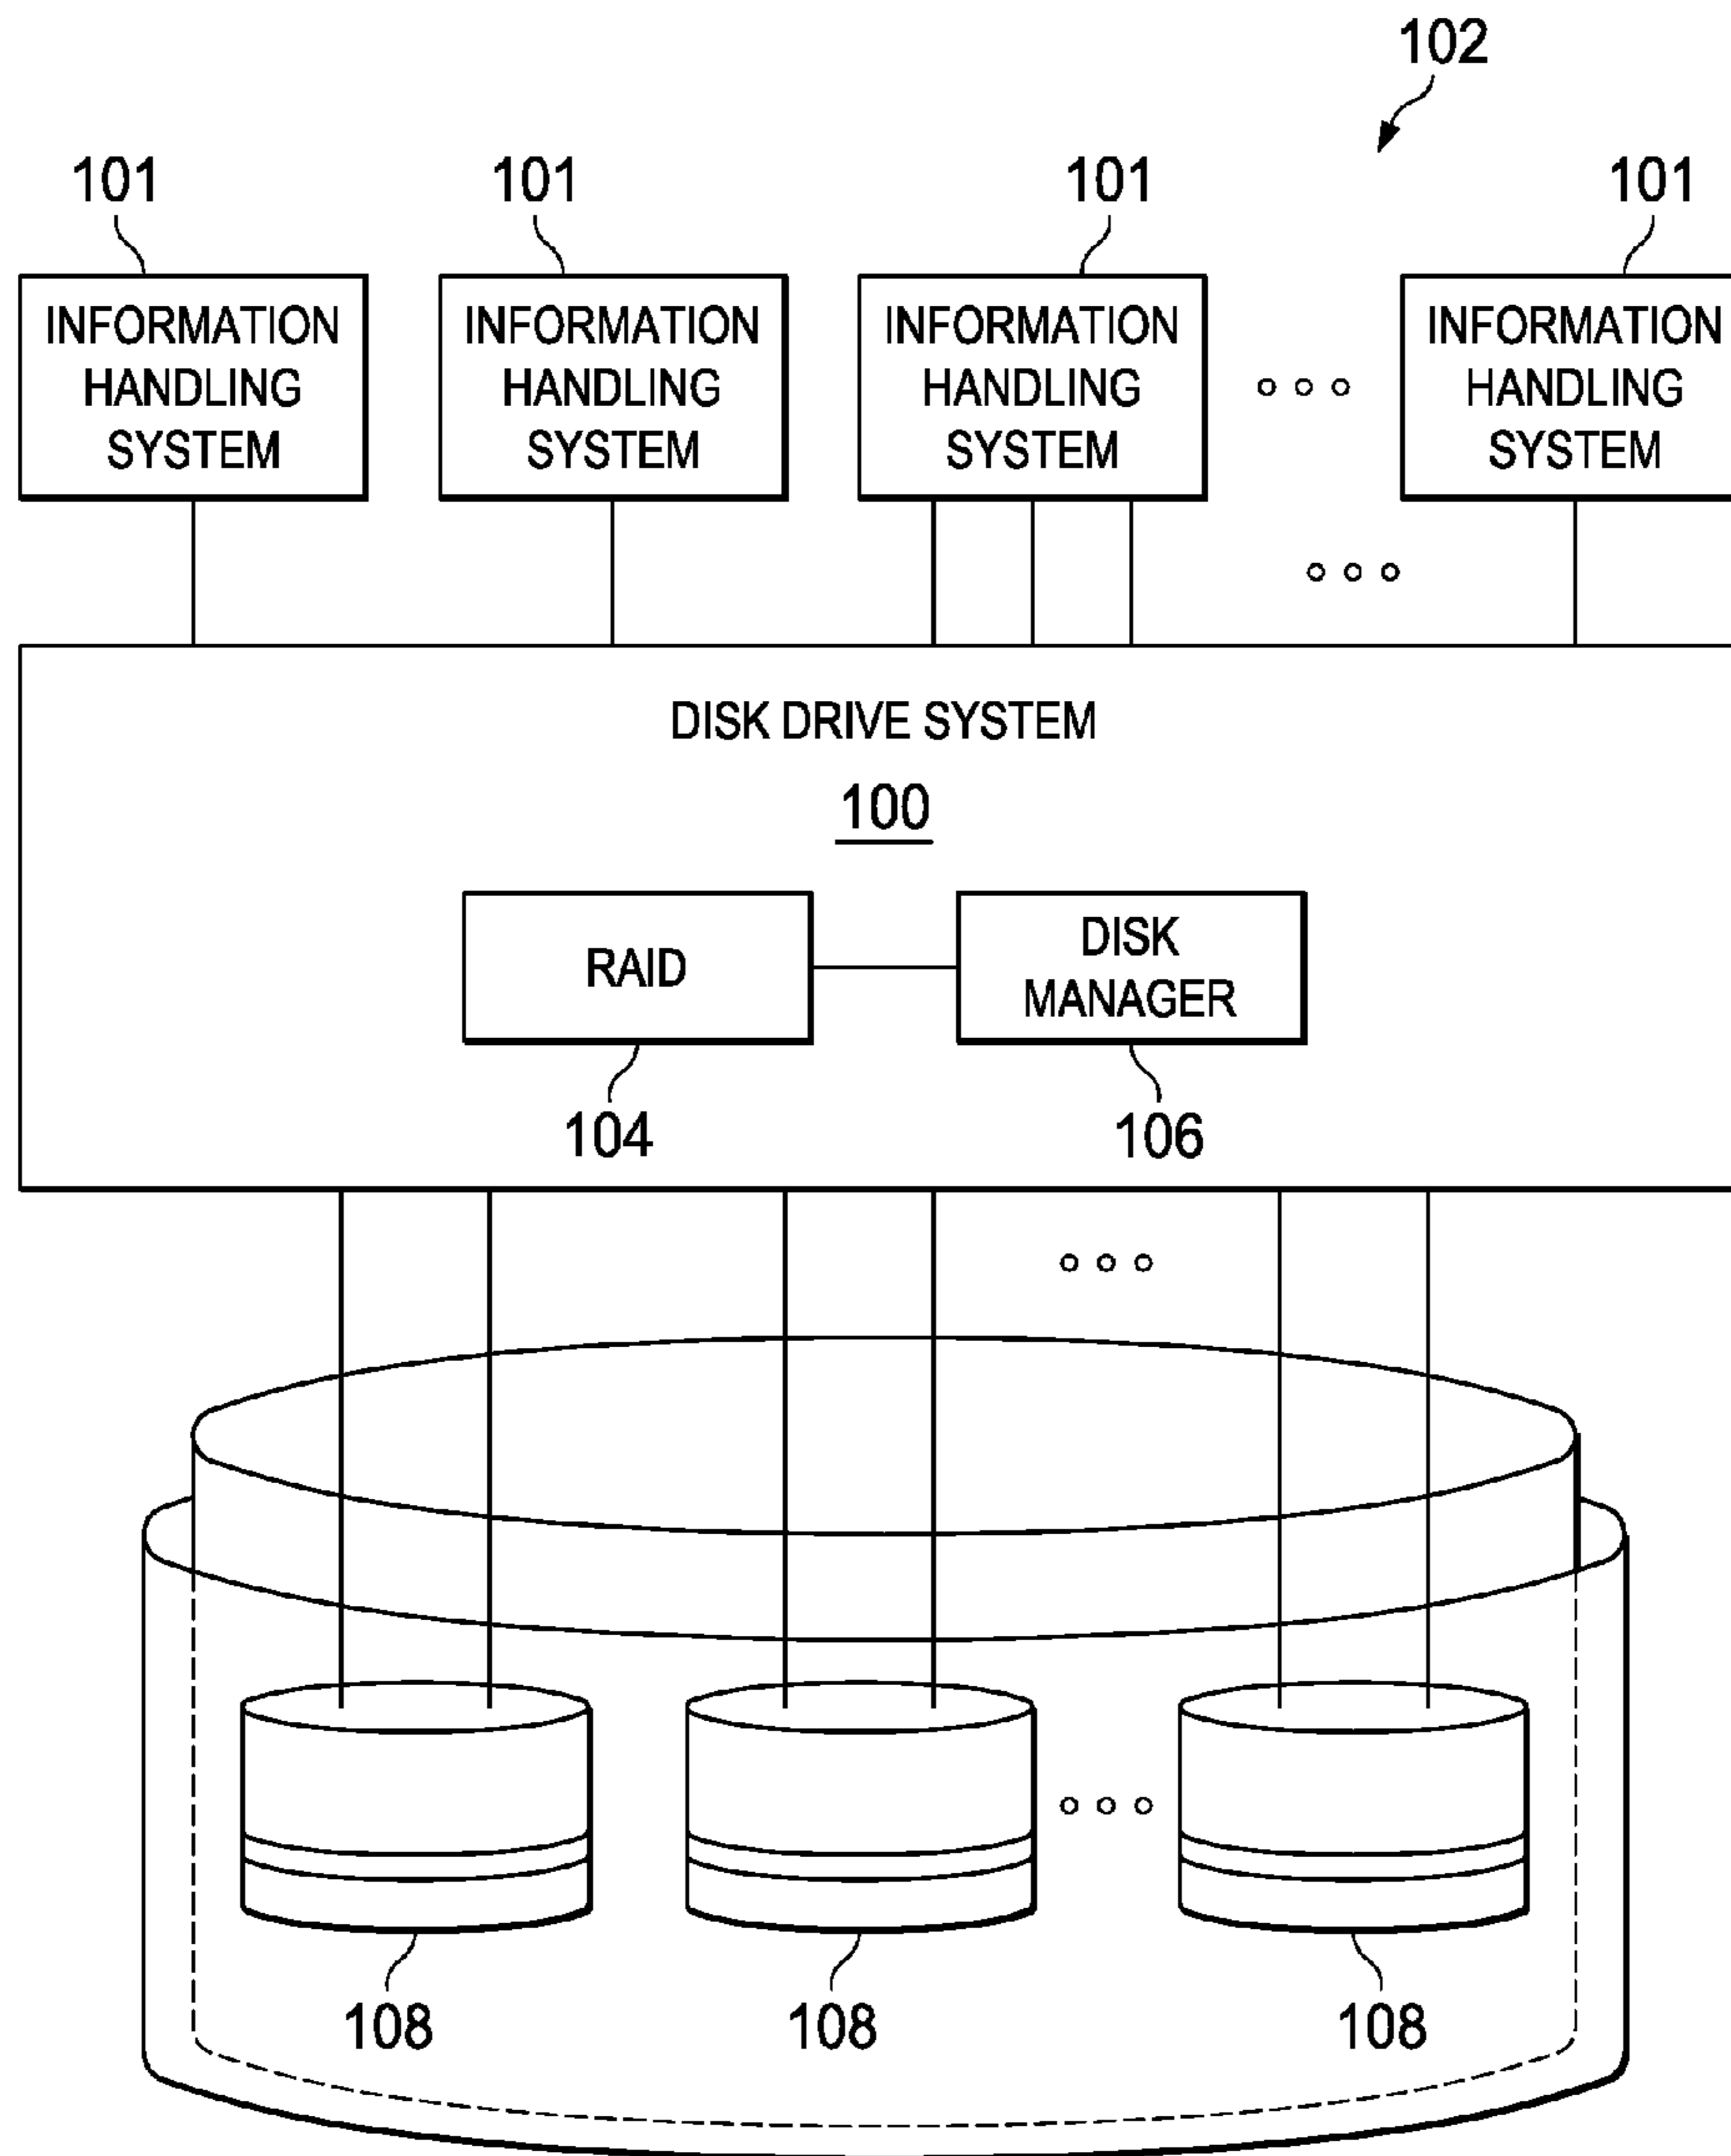 102
101 101 101 101
INFORMATION INFORMATION INFORMATION INFORMATION
HANDLING HANDLING HANDLING HANDLING
SYSTEM SYSTEM SYSTEM SYSTEM
DISK DRIVE SYSTEM
100
RAID
DISK
MANAGER
104 106
108 108 108